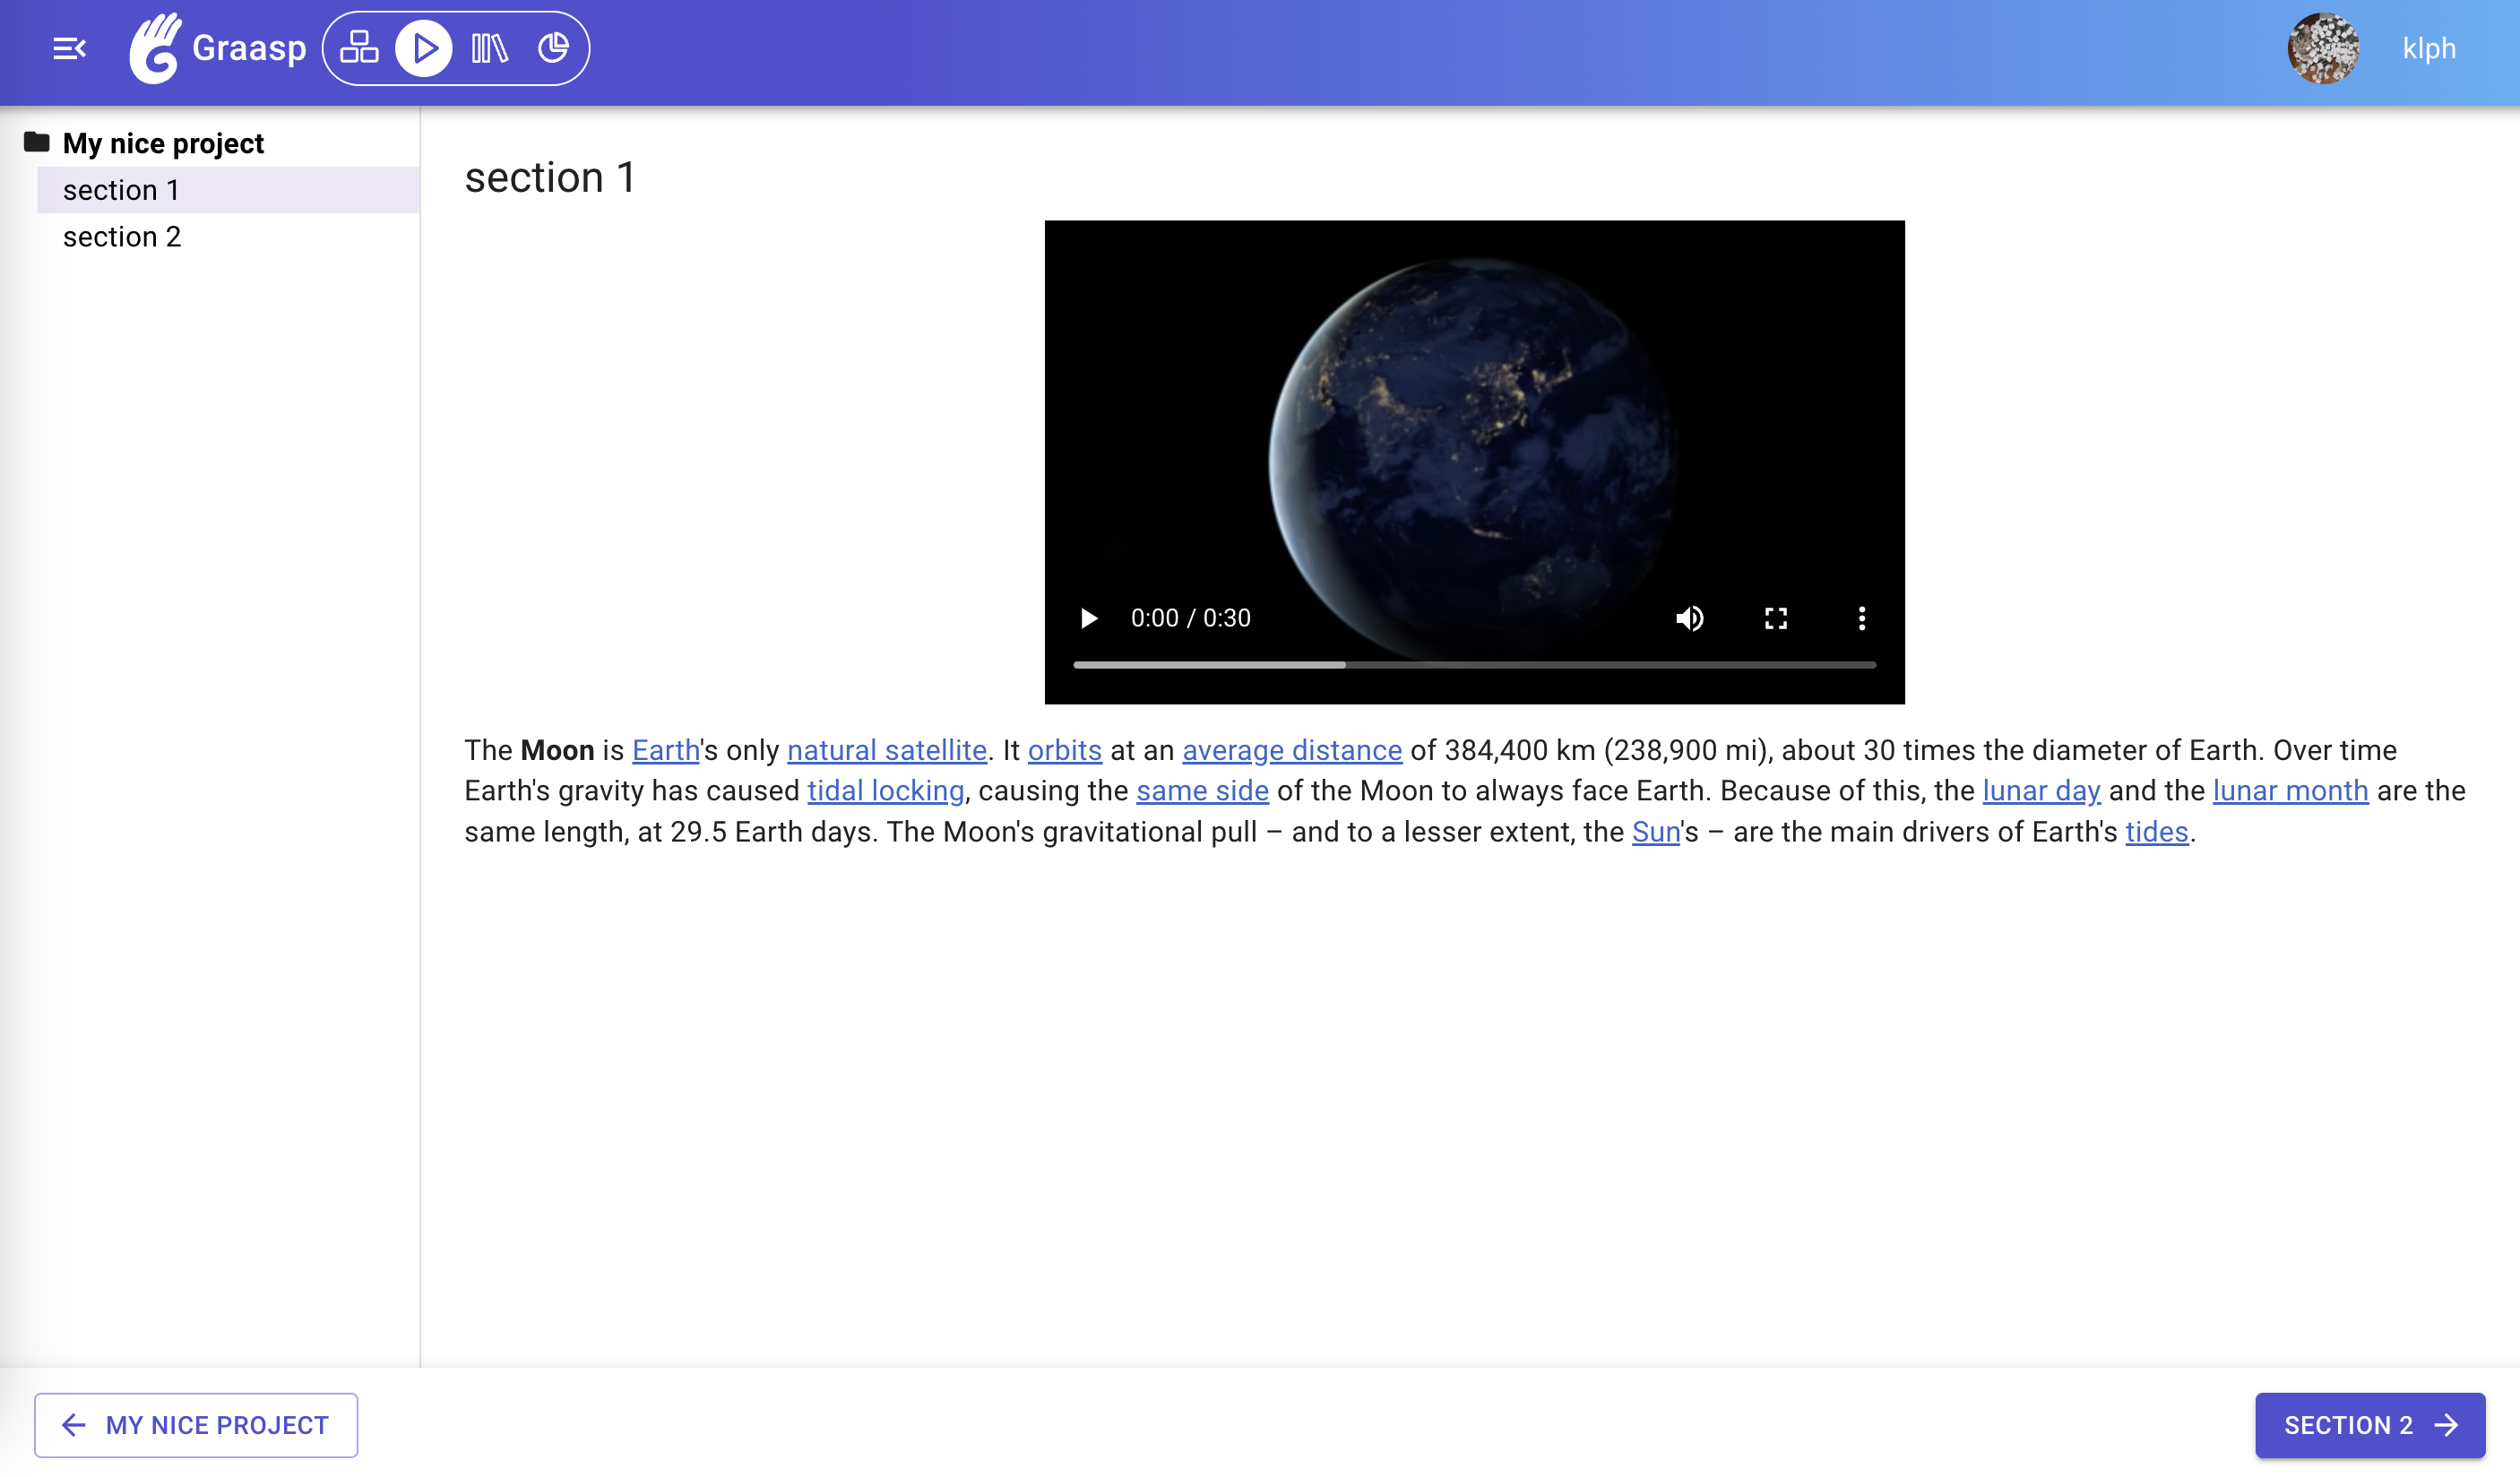 Graasp
klph
My nice project
section 1
section 2
section 1
0:00 / 0:30
The Moon is Earth's only natural satellite. It orbits at an average distance of 384,400 km (238,900 mi), about 30 times the diameter of Earth. Over time
Earth's gravity has caused tidal locking, causing the same side of the Moon to always face Earth. Because of this, the lunar day and the lunar month are the
same length, at 29.5 Earth days. The Moon's gravitational pull – and to a lesser extent, the Sun's – are the main drivers of Earth's tides.
MY NICE PROJECT
SECTION 2